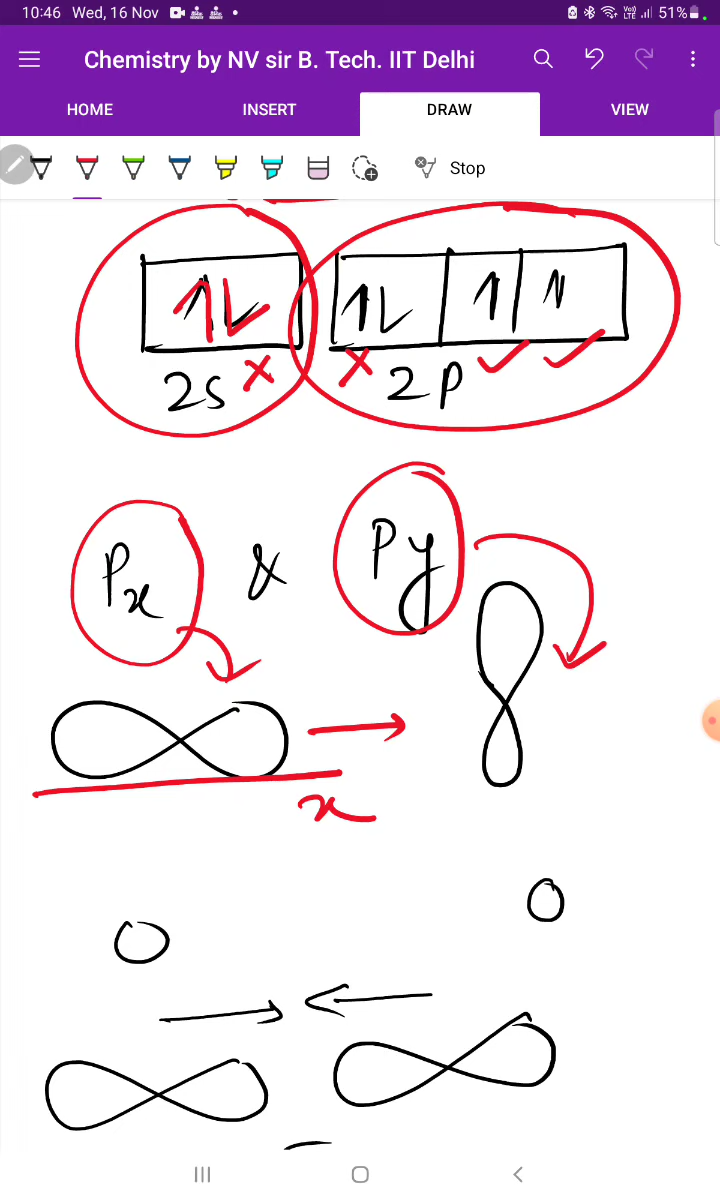 10:46 Wed, 16 Nov
51%
Chemistry by NV sir B. Tech. IIT Delhi
HOME INSERT DRAW VIEW
Stop
2s 2P
Px & Py
x
O O